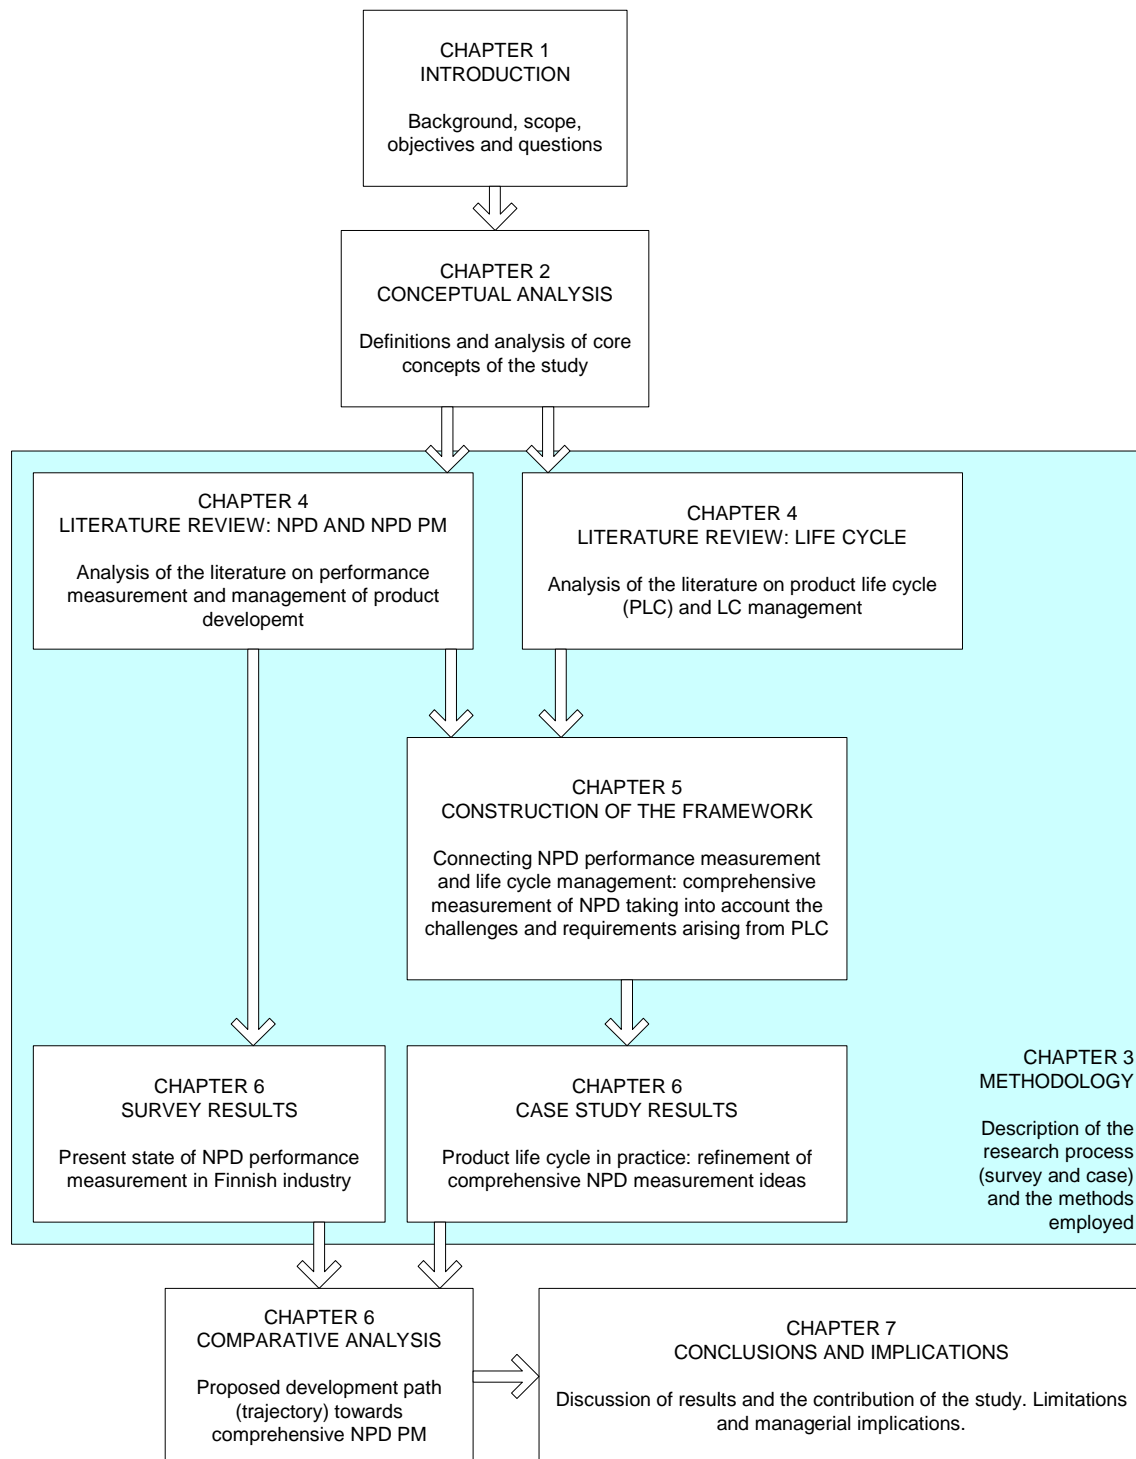 CHAPTER 1
INTRODUCTION
Background, scope,
objectives and questions
CHAPTER 2
CONCEPTUAL ANALYSIS
Definitions and analysis of core
concepts of the study
CHAPTER 4
LITERATURE REVIEW: NPD AND NPD PM
Analysis of the literature on performance
measurement and management of product
developemt
CHAPTER 4
LITERATURE REVIEW: LIFE CYCLE
Analysis of the literature on product life cycle
(PLC) and LC management
CHAPTER 5
CONSTRUCTION OF THE FRAMEWORK
Connecting NPD performance measurement
and life cycle management: comprehensive
measurement of NPD taking into account the
challenges and requirements arising from PLC
CHAPTER 6
SURVEY RESULTS
Present state of NPD performance
measurement in Finnish industry
CHAPTER 6
CASE STUDY RESULTS
Product life cycle in practice: refinement of
comprehensive NPD measurement ideas
CHAPTER 3
METHODOLOGY
Description of the
research process
(survey and case)
and the methods
employed
CHAPTER 6
COMPARATIVE ANALYSIS
Proposed development path
(trajectory) towards
comprehensive NPD PM
CHAPTER 7
CONCLUSIONS AND IMPLICATIONS
Discussion of results and the contribution of the study. Limitations
and managerial implications.